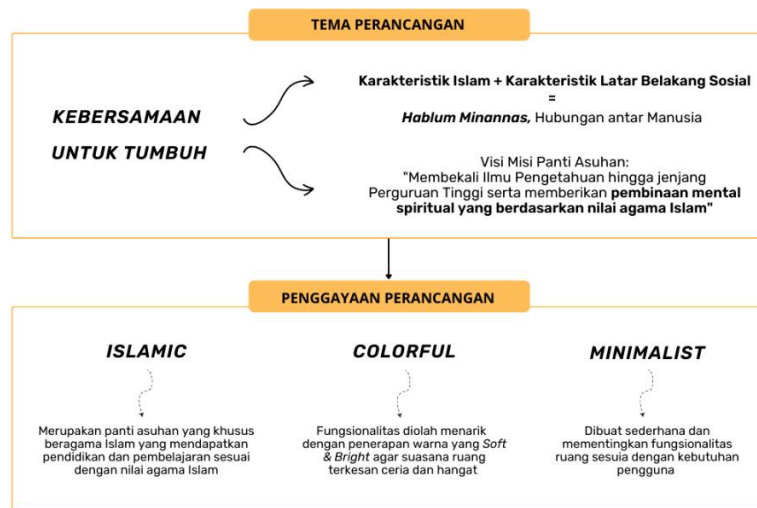 TEMA PERANCANGAN
KEBERSAMAAN
UNTUK TUMBUH
Karakteristik Islam + Karakteristik Latar Belakang Sosial
=
Hablum Minannas, Hubungan antar Manusia
Visi Misi Panti Asuhan:
"Membekali Ilmu Pengetahuan hingga jenjang
Perguruan Tinggi serta memberikan pembinaan mental
spiritual yang berdasarkan nilai agama Islam"
PENGGAYAAN PERANCANGAN
ISLAMIC
Merupakan panti asuhan yang khusus
beragama Islam yang mendapatkan
pendidikan dan pembelajaran sesuai
dengan nilai agama Islam
COLORFUL
Fungsionalitas diolah menarik
dengan penerapan warna yang Soft
& Bright agar suasana ruang
terkesan ceria dan hangat
MINIMALIST
Dibuat sederhana dan
mementingkan fungsionalitas
ruang sesuia dengan kebutuhan
pengguna